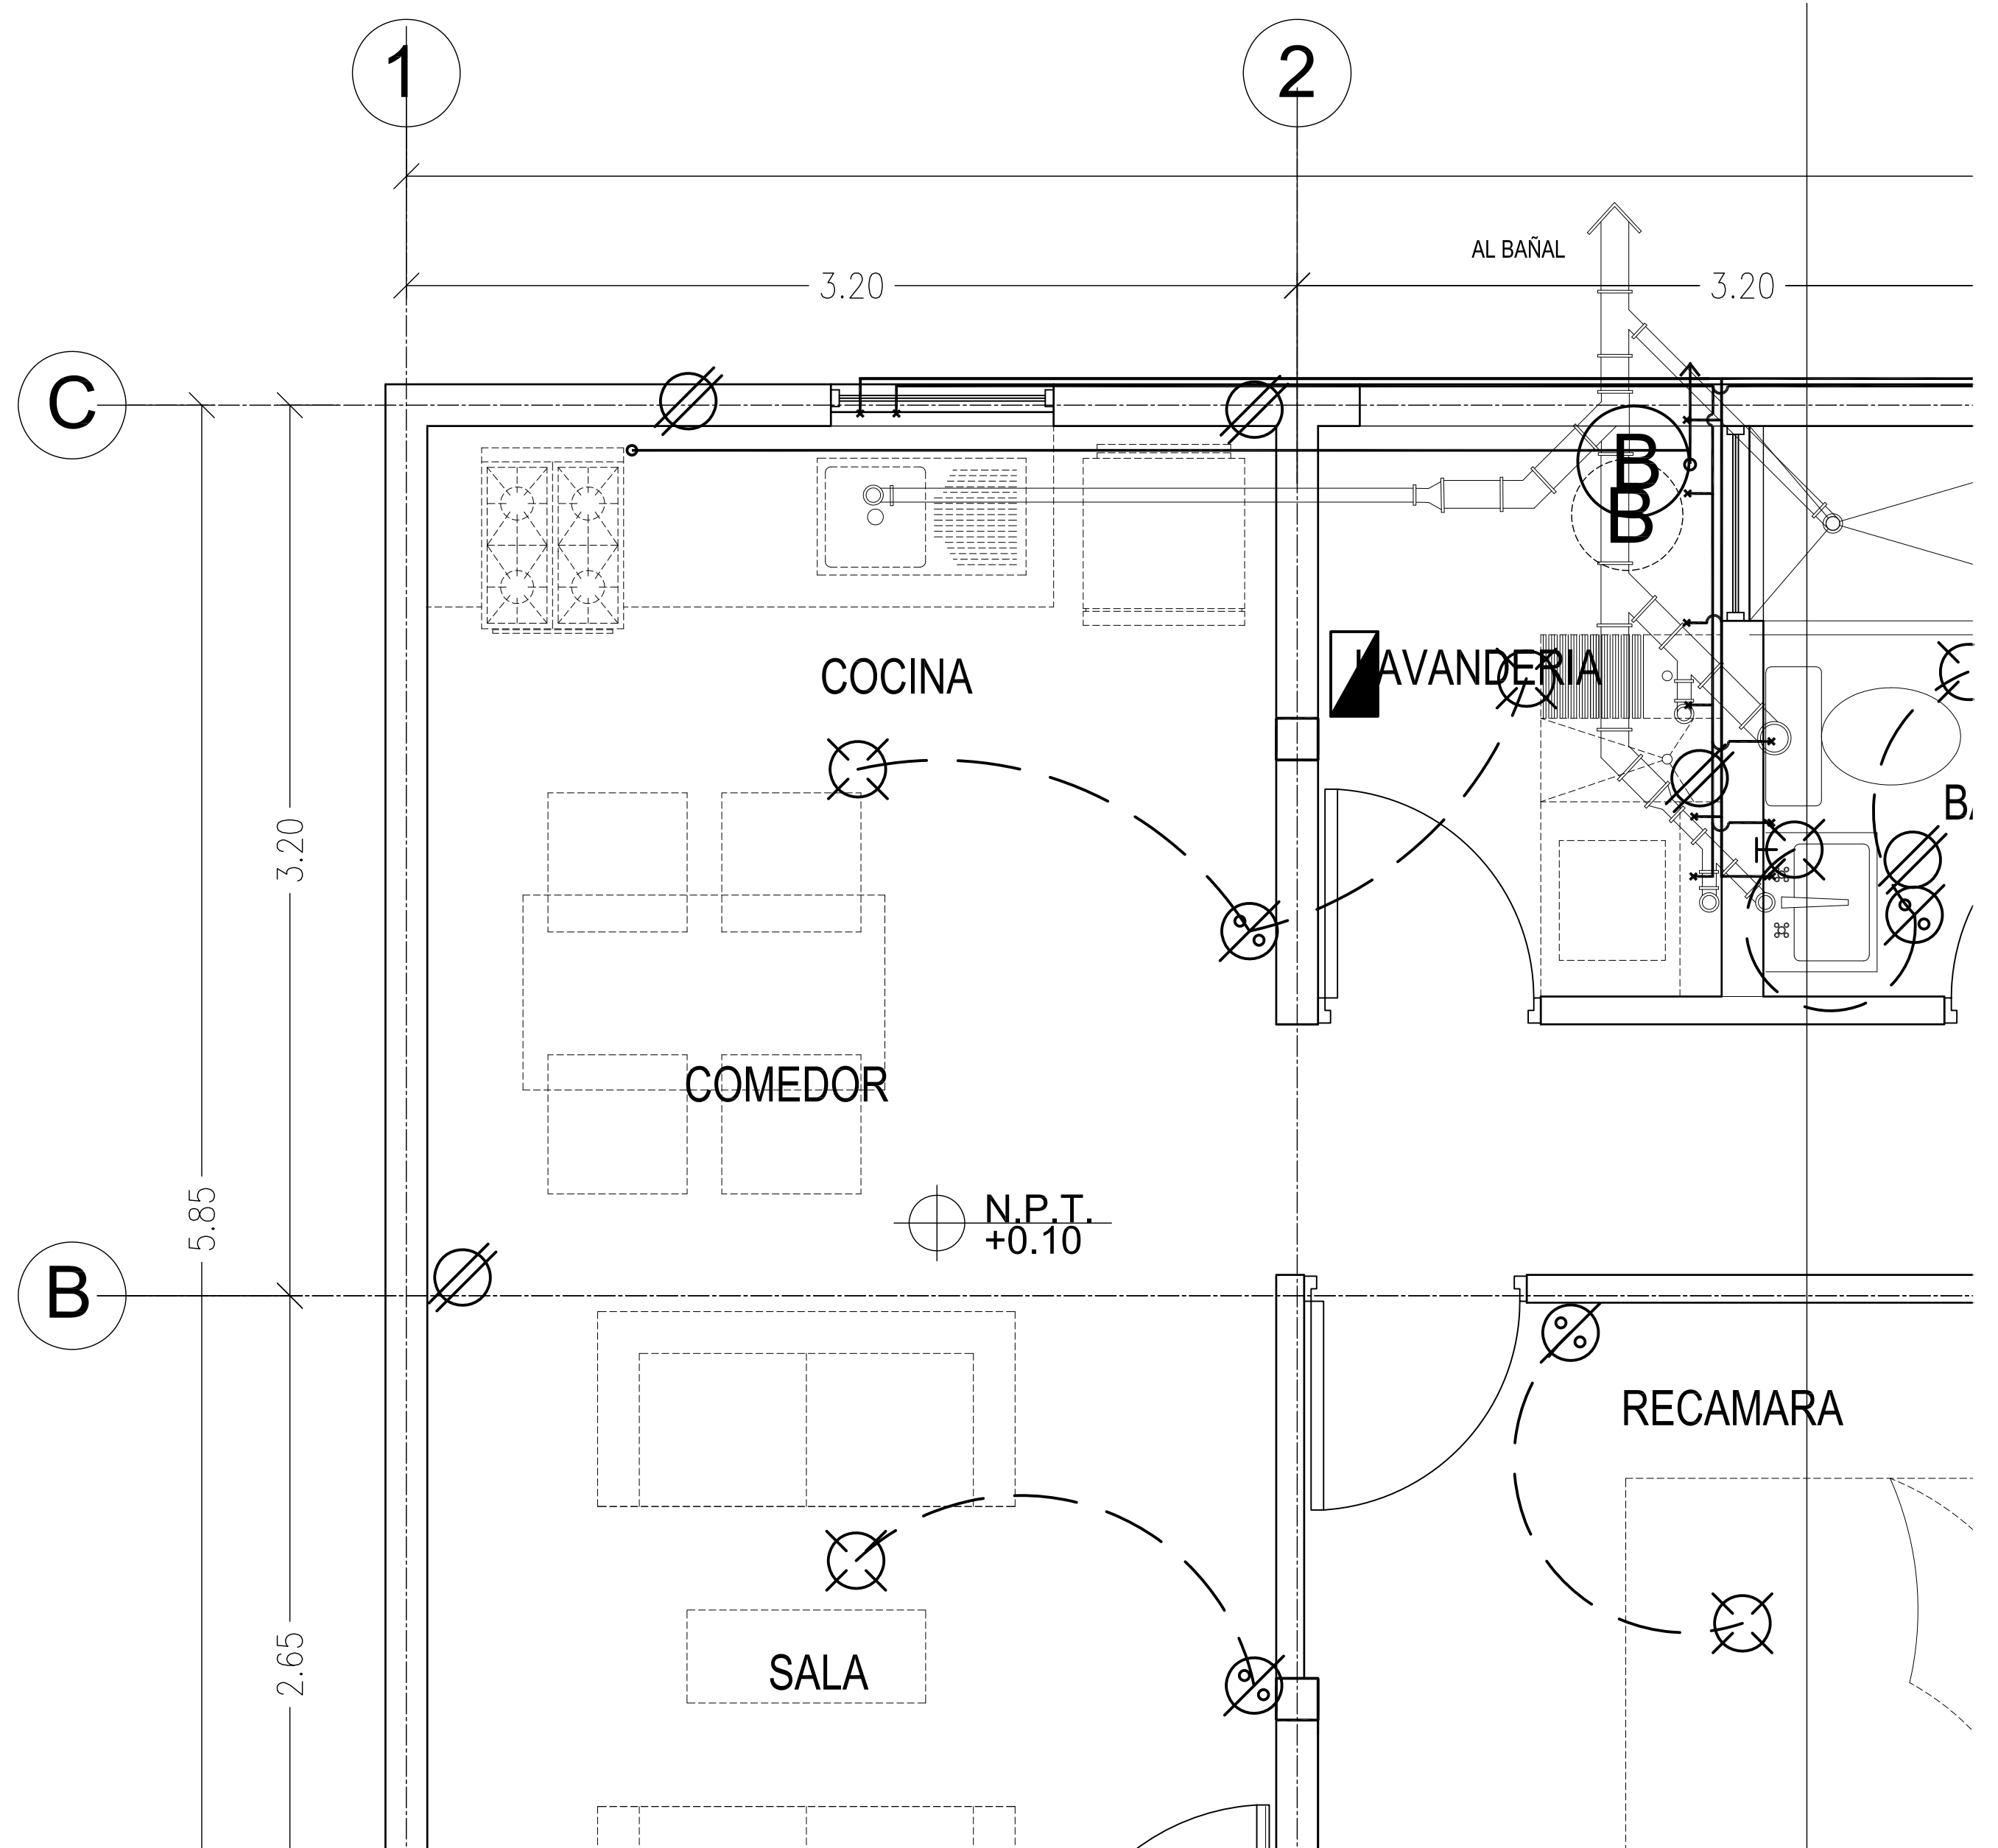 1
2
AL BAÑAL
3.20
3.20
C
B
B
COCINA
LAVANDERIA
3.20
BA
COMEDOR
5.85
N.P.T.
+0.10
B
RECAMARA
2.65
SALA